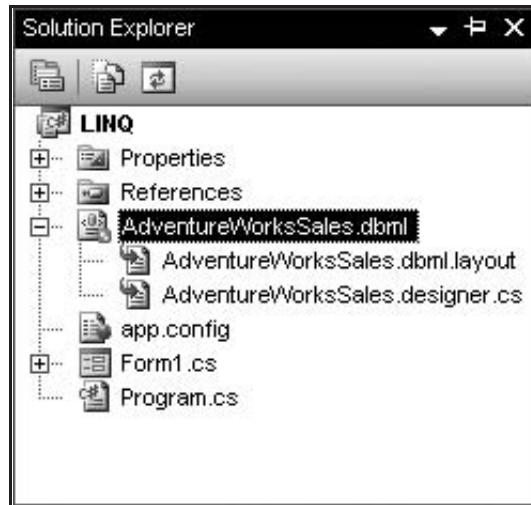 Solution Explorer
LINQ
Properties
References
AdventureWorksSales.dbml
AdventureWorksSales.dbml.layout
AdventureWorksSales.designer.cs
app.config
Form1.cs
Program.cs